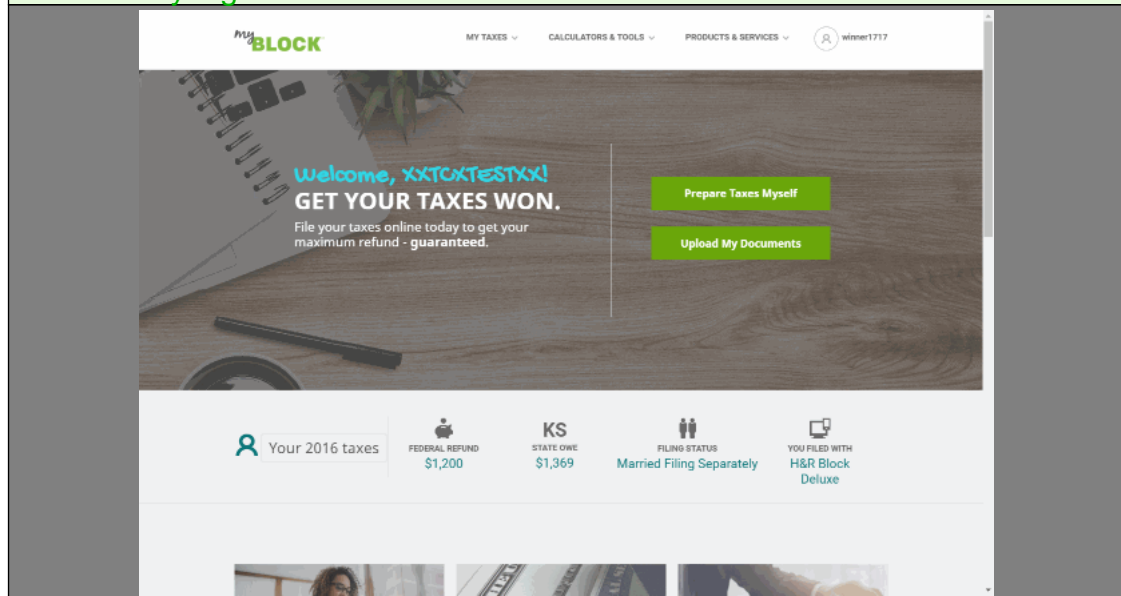 my BLOCK
MY TAXES
CALCULATORS & TOOLS
PRODUCTS & SERVICES
winner1717
Welcome, XXTCXTESTXX!
GET YOUR TAXES WON.
File your taxes online today to get your
maximum refund - guaranteed.
Prepare Taxes Myself
Upload My Documents
Your 2016 taxes
FEDERAL REFUND
$1,200
KS
STATE OWE
$1,369
FILING STATUS
Married Filing Separately
YOU FILED WITH
H&R Block
Deluxe